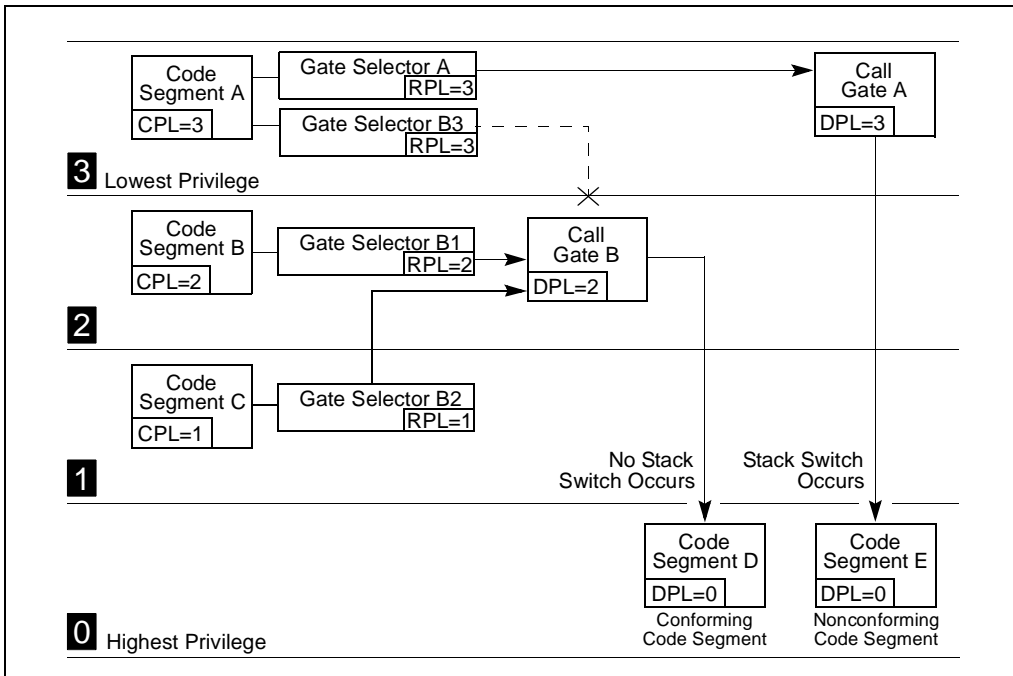 Code
Segment A
CPL=3
Gate Selector A
RPL=3
Gate Selector B3
RPL=3
Call
Gate A
DPL=3
3 Lowest Privilege
Code
Segment B
CPL=2
Gate Selector B1
RPL=2
Call
Gate B
DPL=2
2
Code
Segment C
CPL=1
Gate Selector B2
RPL=1
1
No Stack
Switch Occurs
Stack Switch
Occurs
Code
Segment D
DPL=0
Conforming
Code Segment
Code
Segment E
DPL=0
Nonconforming
Code Segment
0 Highest Privilege